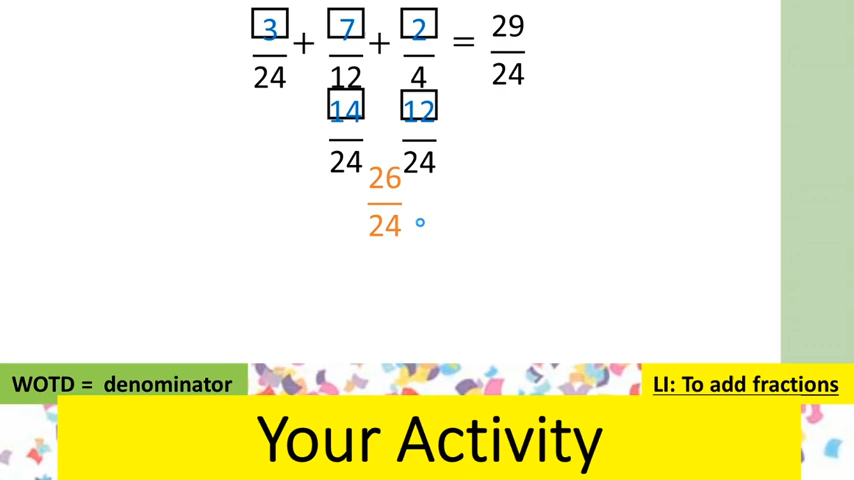 3/24 + 7/12 + 2/4 = 29/24
14/24 12/24
26/24
WOTD = denominator
LI: To add fractions
Your Activity